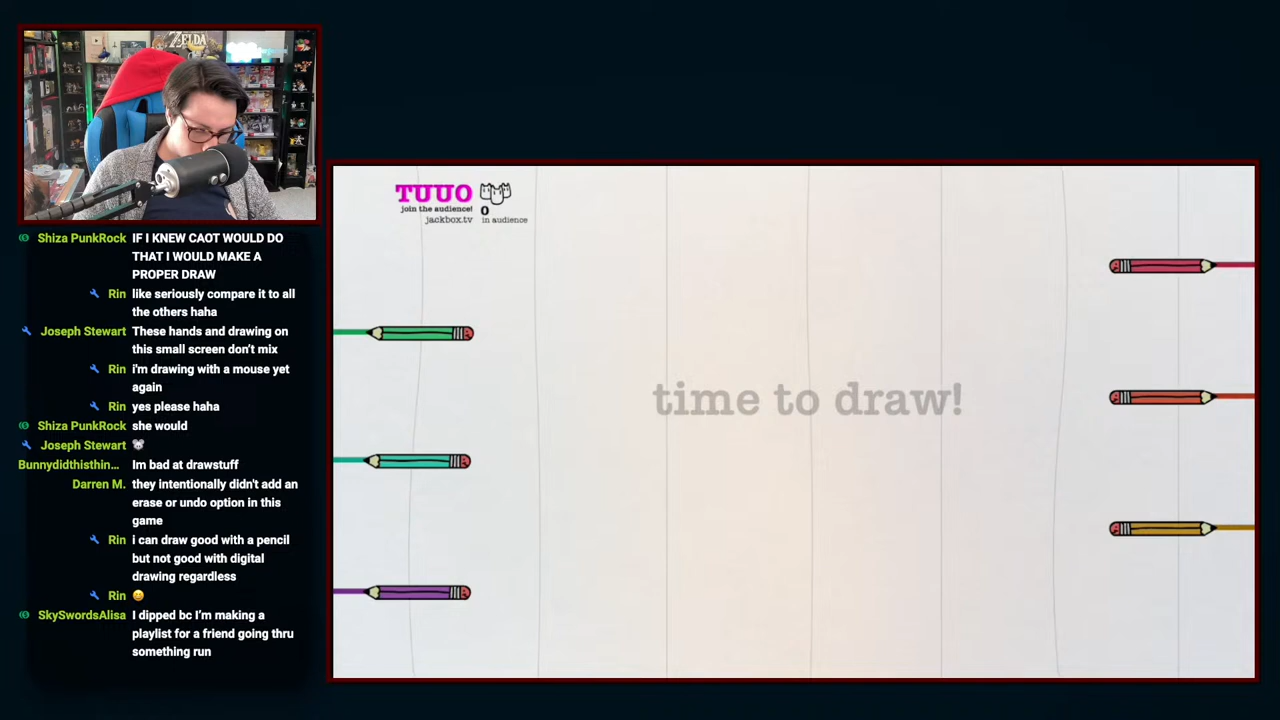 ZELDA
Shiza PunkRock IF I KNEW CAOT WOULD DO
THAT I WOULD MAKE A
PROPER DRAW
Rin like seriously compare it to all
the others haha
Joseph Stewart These hands and drawing on
this small screen don't mix
Rin i'm drawing with a mouse yet
again
Rin yes please haha
Shiza PunkRock she would
Joseph Stewart 🐭
Bunnydidthisthin... Im bad at drawstuff
Darren M. they intentionally didn't add an
erase or undo option in this
game
Rin i can draw good with a pencil
but not good with digital
drawing regardless
Rin 😀
SkySwordsAlisa I dipped bc I'm making a
playlist for a friend going thru
something run
TUUO
join the audience!
jackbox.tv
0
in audience
time to draw!